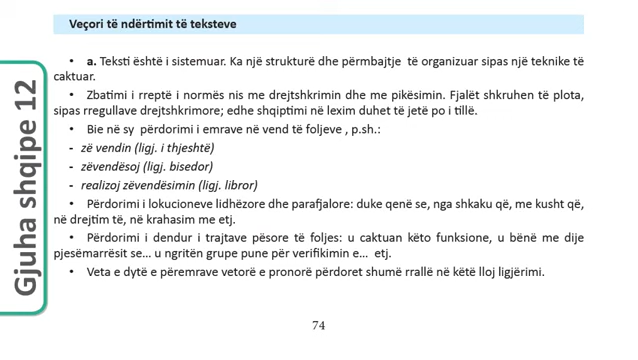 Veçori të ndërtimit të teksteve
• a. Teksti është i sistemuar. Ka një strukturë dhe përmbajtje të organizuar sipas një teknike të
caktuar.
• Zbatimi i rreptë i normës nis me drejtshkrimin dhe me pikësimin. Fjalët shkruhen të plota,
sipas rregullave drejtshkrimore; edhe shqiptimi në lexim duhet të jetë po i tillë.
• Bie në sy përdorimi i emrave në vend të foljeve , p.sh.:
- zë vendin (ligj. i thjeshtë)
- zëvendësoj (ligj. bisedor)
- realizoj zëvendësimin (ligj. libror)
• Përdorimi i lokucioneve lidhëzore dhe parafjalore: duke qenë se, nga shkaku që, me kusht që,
në drejtim të, në krahasim me etj.
• Përdorimi i dendur i trajtave pësore të foljes: u caktuan këto funksione, u bënë me dije
pjesëmarrësit se... u ngritën grupe pune për verifikimin e... etj.
• Veta e dytë e përemrave vetorë e pronorë përdoret shumë rrallë në këtë lloj ligjërimi.
Gjuha shqipe 12
74